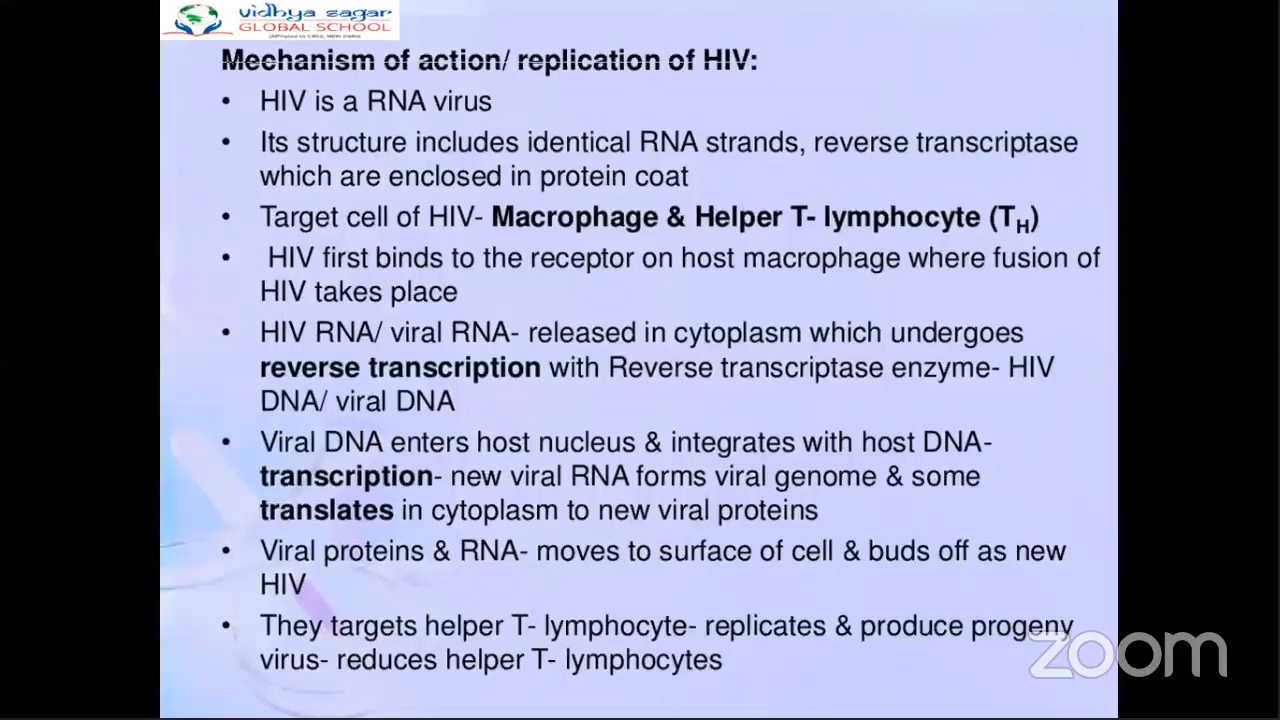 vidhya sagar
GLOBAL SCHOOL
Mechanism of action/ replication of HIV:
• HIV is a RNA virus
• Its structure includes identical RNA strands, reverse transcriptase
which are enclosed in protein coat
• Target cell of HIV- Macrophage & Helper T- lymphocyte (TH)
• HIV first binds to the receptor on host macrophage where fusion of
HIV takes place
• HIV RNA/ viral RNA- released in cytoplasm which undergoes
reverse transcription with Reverse transcriptase enzyme- HIV
DNA/ viral DNA
• Viral DNA enters host nucleus & integrates with host DNA-
transcription- new viral RNA forms viral genome & some
translates in cytoplasm to new viral proteins
• Viral proteins & RNA- moves to surface of cell & buds off as new
HIV
• They targets helper T- lymphocyte- replicates & produce progeny
virus- reduces helper T- lymphocytes
zoom